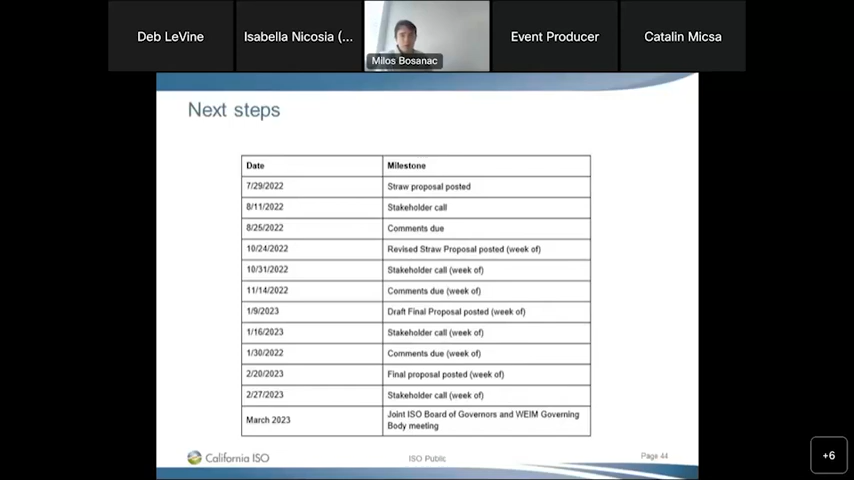 Deb LeVine
Isabella Nicosia (...
Milos Bosanac
Event Producer
Catalin Micsa
Next steps
Date Milestone
7/29/2022 Straw proposal posted
8/11/2022 Stakeholder call
8/25/2022 Comments due
10/24/2022 Revised Straw Proposal posted (week of)
10/31/2022 Stakeholder call (week of)
11/14/2022 Comments due (week of)
1/9/2023 Draft Final Proposal posted (week of)
1/16/2023 Stakeholder call (week of)
1/30/2022 Comments due (week of)
2/20/2023 Final proposal posted (week of)
2/27/2023 Stakeholder call (week of)
March 2023 Joint ISO Board of Governors and WEIM Governing
Body meeting
California ISO
ISO Public
Page 44
+6